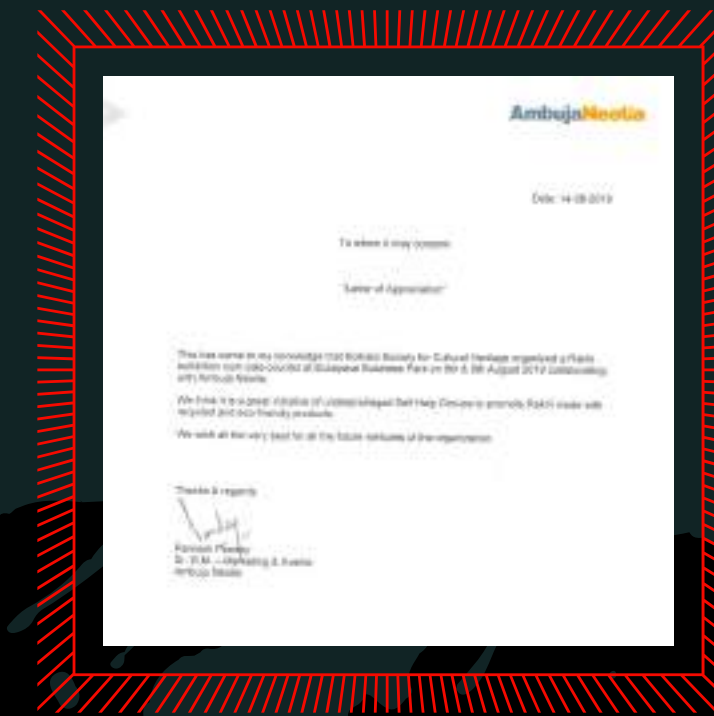 AmbujaNeotia
Date: 14-08-2019
To whom it may concern
"Letter of Appreciation"
This has come to my knowledge that Kolkata Society for Cultural Heritage organized a Rakhi
exhibition cum sale counter at Business Park on 8th & 9th August 2019 collaborating
with Ambuja Neotia.
We think it is a great initiative of underprivileged Self Help Groups to promote Rakhi made with
recycled and eco-friendly products.
We wish all the very best for all the future ventures of the organization.
Thanks & regards
Sr. – Marketing & Events
Ambuja Neotia